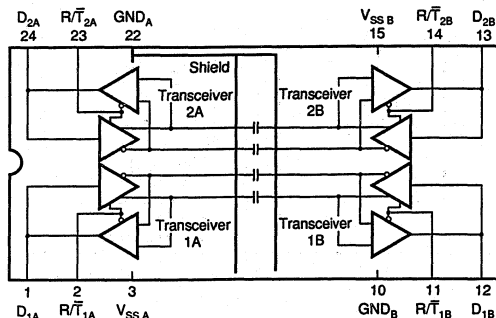 D2A R/T̅2A GNDA VSS B R/T̅2B D2B
24 23 22 15 14 13
Shield
Transceiver Transceiver
2A 2B
Transceiver Transceiver
1A 1B
1 2 3 10 11 12
D1A R/T̅1A VSS A GNDB R/T̅1B D1B